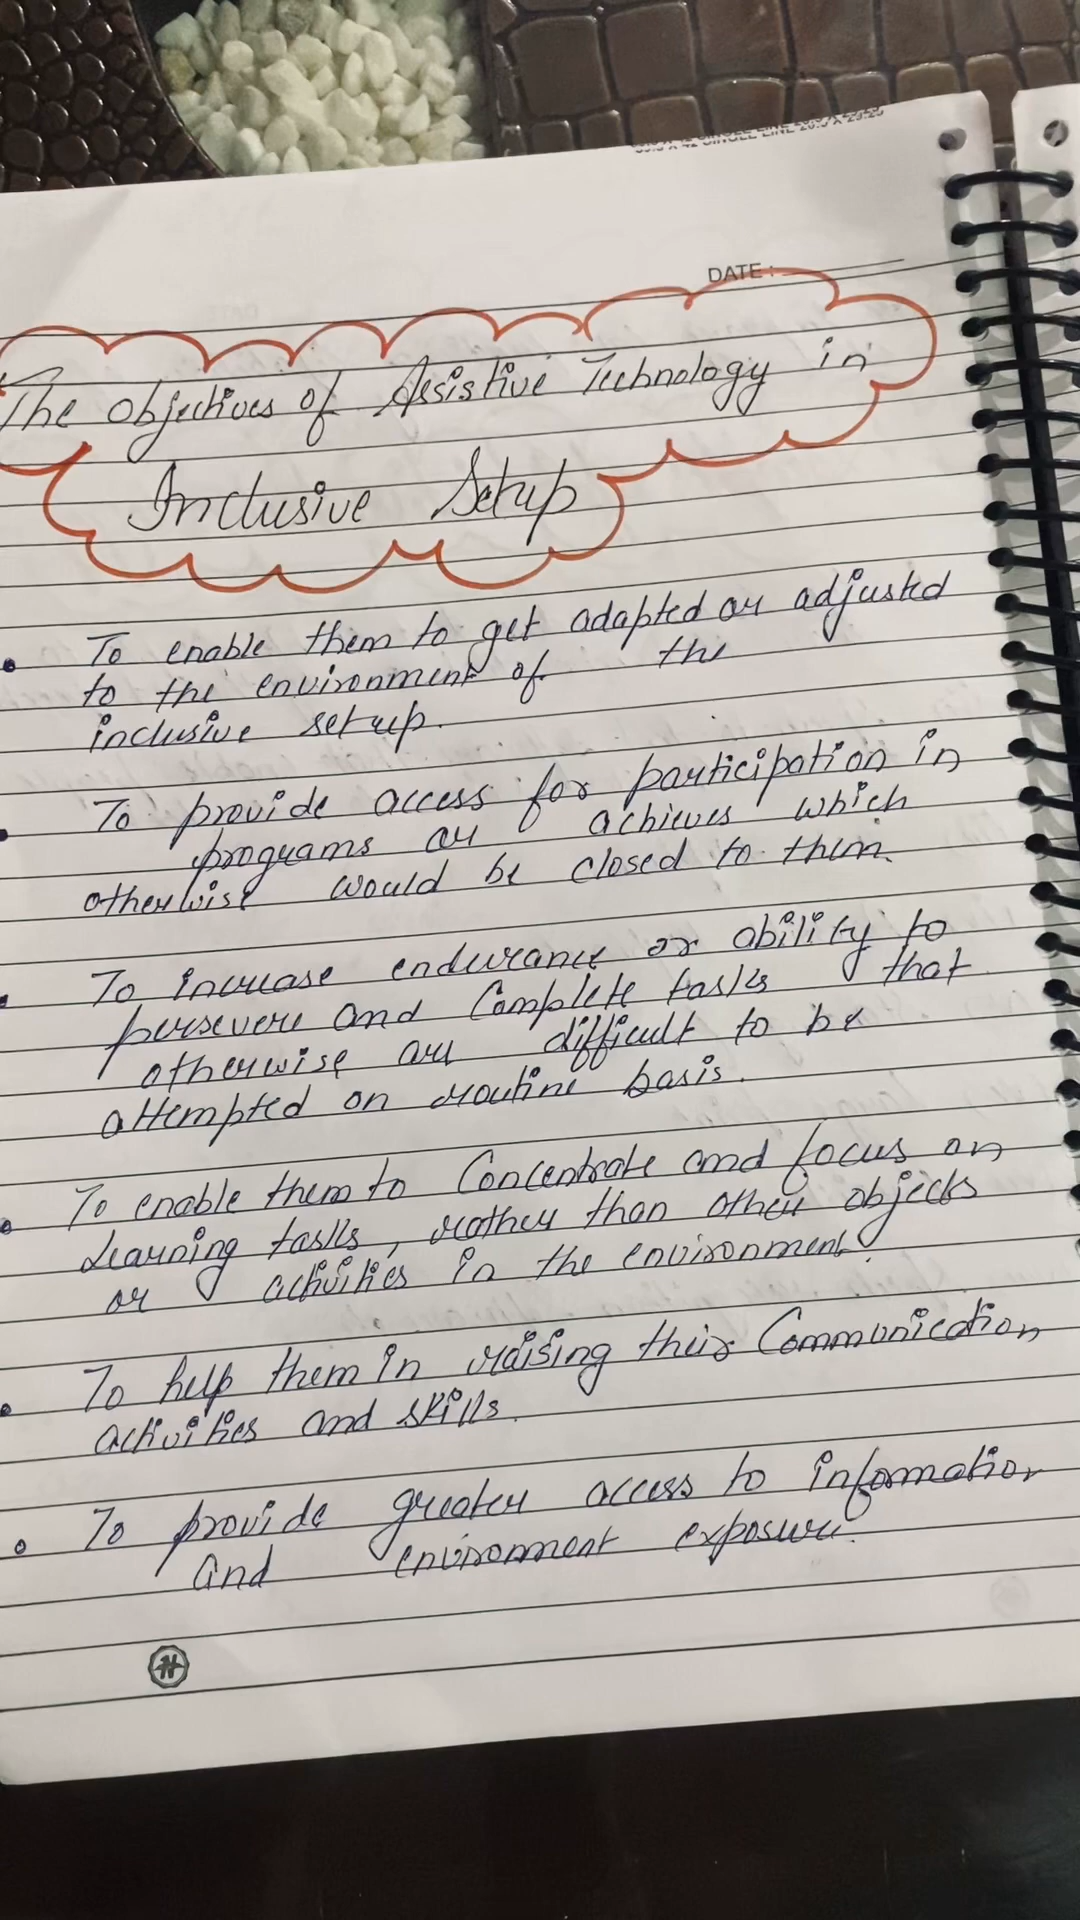 DATE :
The objectives of Assistive Technology in
Inclusive Setup
• To enable them to get adapted or adjusted
to the environment of the
inclusive setup.
• To provide access for participation in
programs or achieves which
otherwise would be closed to them.
• To increase endurance or ability to
persevere and Complete tasks that
otherwise are difficult to be
attempted on routine basis.
• To enable them to Concentrate and focus on
learning tasks, rather than other objects
or activities in the environment.
• To help them in raising their Communication
activities and skills.
• To provide greater access to information
and environment exposure.